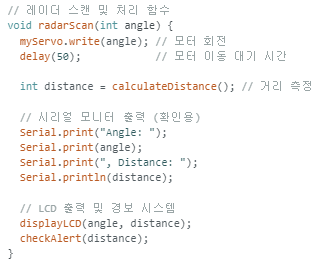 // 레이더 스캔 및 처리 함수
void radarScan(int angle) {
  myServo.write(angle); // 모터 회전
  delay(50);            // 모터 이동 대기 시간

  int distance = calculateDistance(); // 거리 측정

  // 시리얼 모니터 출력 (확인용)
  Serial.print("Angle: ");
  Serial.print(angle);
  Serial.print(", Distance: ");
  Serial.println(distance);

  // LCD 출력 및 경보 시스템
  displayLCD(angle, distance);
  checkAlert(distance);
}